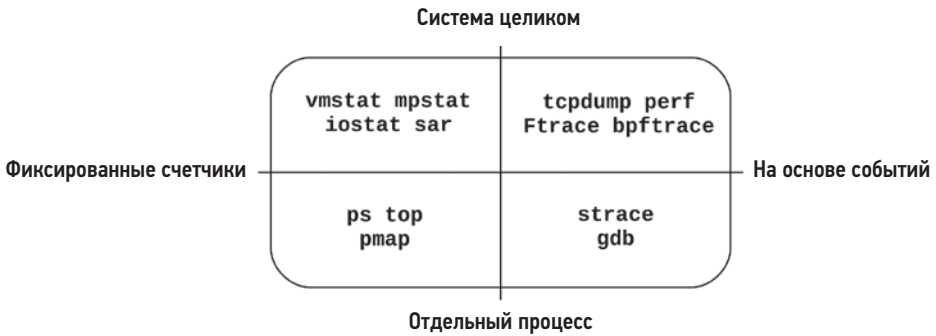 Система целиком
vmstat mpstat
iostat sar
tcpdump perf
Ftrace bpftrace
Фиксированные счетчики
На основе событий
ps top
pmap
strace
gdb
Отдельный процесс